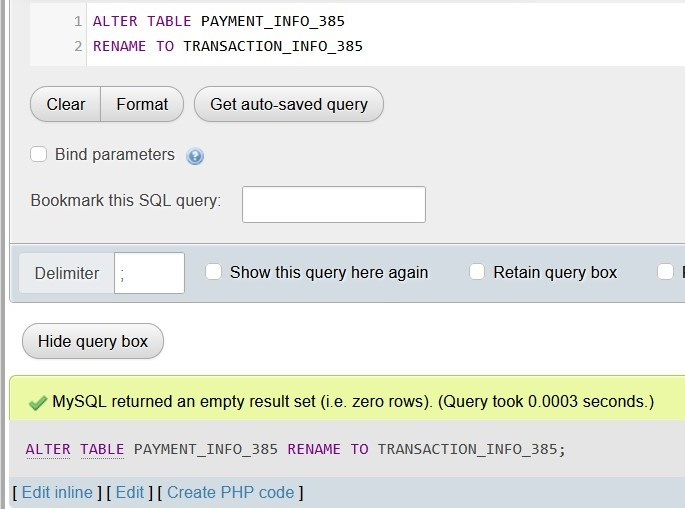 1 ALTER TABLE PAYMENT_INFO_385
2 RENAME TO TRANSACTION_INFO_385
Clear Format Get auto-saved query
Bind parameters
Bookmark this SQL query:
Delimiter ; Show this query here again Retain query box
Hide query box
MySQL returned an empty result set (i.e. zero rows). (Query took 0.0003 seconds.)
ALTER TABLE PAYMENT_INFO_385 RENAME TO TRANSACTION_INFO_385;
[ Edit inline ] [ Edit ] [ Create PHP code ]